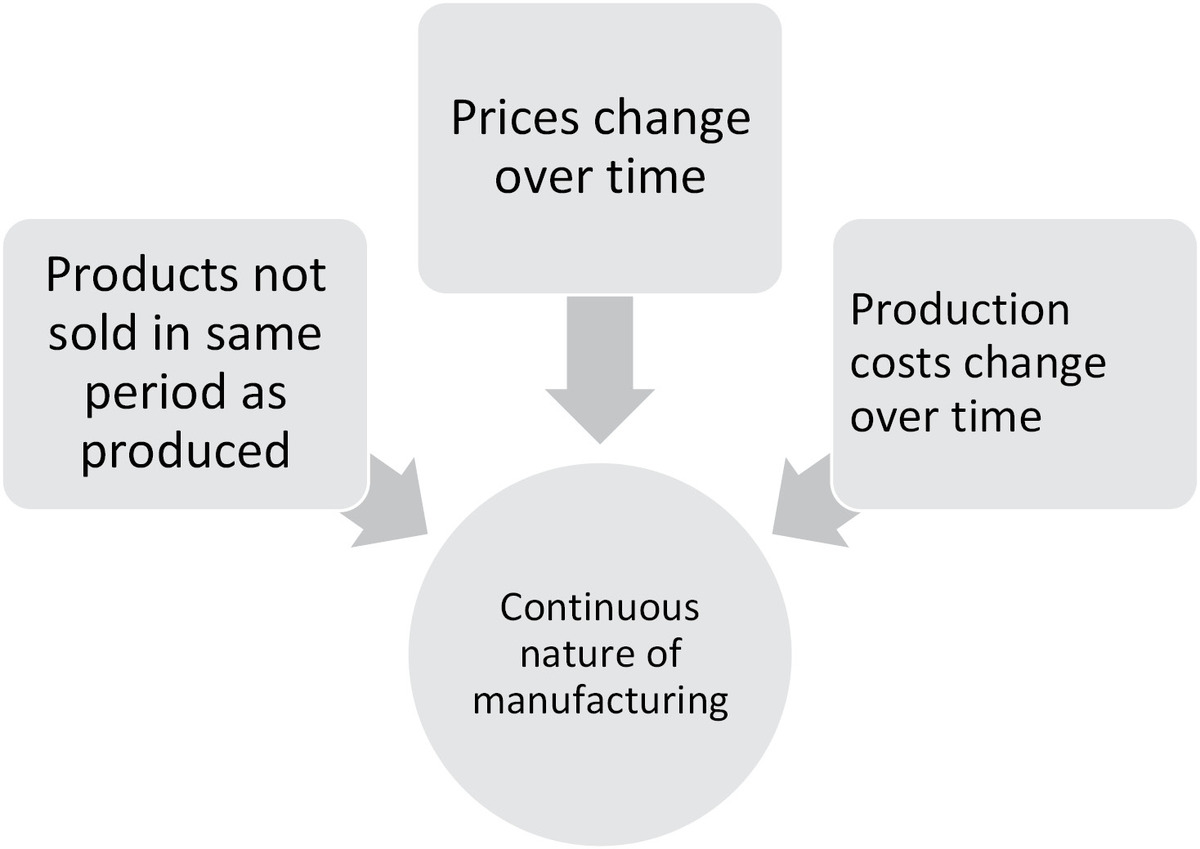 Prices change
over time
Products not
sold in same
period as
produced
Production
costs change
over time
Continuous
nature of
manufacturing